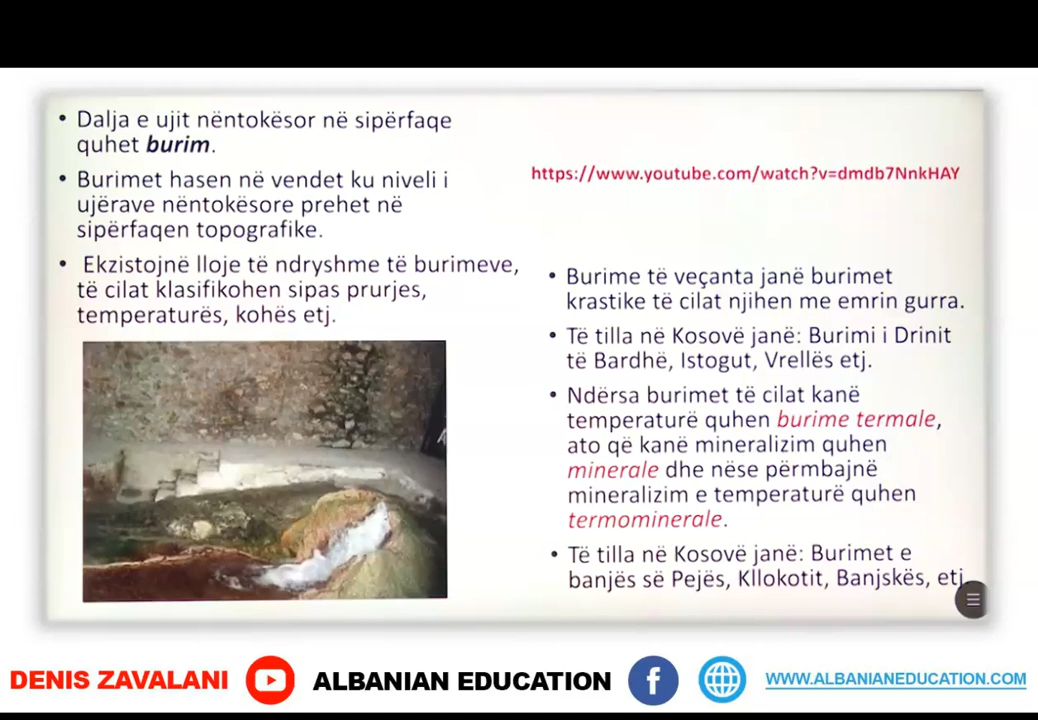 • Dalja e ujit nëntokësor në sipërfaqe
quhet burim.
• Burimet hasen në vendet ku niveli i
ujërave nëntokësore prehet në
sipërfaqen topografike.
• Ekzistojnë lloje të ndryshme të burimeve,
të cilat klasifikohen sipas prurjes,
temperaturës, kohës etj.
https://www.youtube.com/watch?v=dmdb7NnkHAY
• Burime të veçanta janë burimet
krastike të cilat njihen me emrin gurra.
• Të tilla në Kosovë janë: Burimi i Drinit
të Bardhë, Istogut, Vrellës etj.
• Ndërsa burimet të cilat kanë
temperaturë quhen burime termale,
ato që kanë mineralizim quhen
minerale dhe nëse përmbajnë
mineralizim e temperaturë quhen
termominerale.
• Të tilla në Kosovë janë: Burimet e
banjës së Pejës, Kllokotit, Banjskës, etj
DENIS ZAVALANI ALBANIAN EDUCATION WWW.ALBANIANEDUCATION.COM